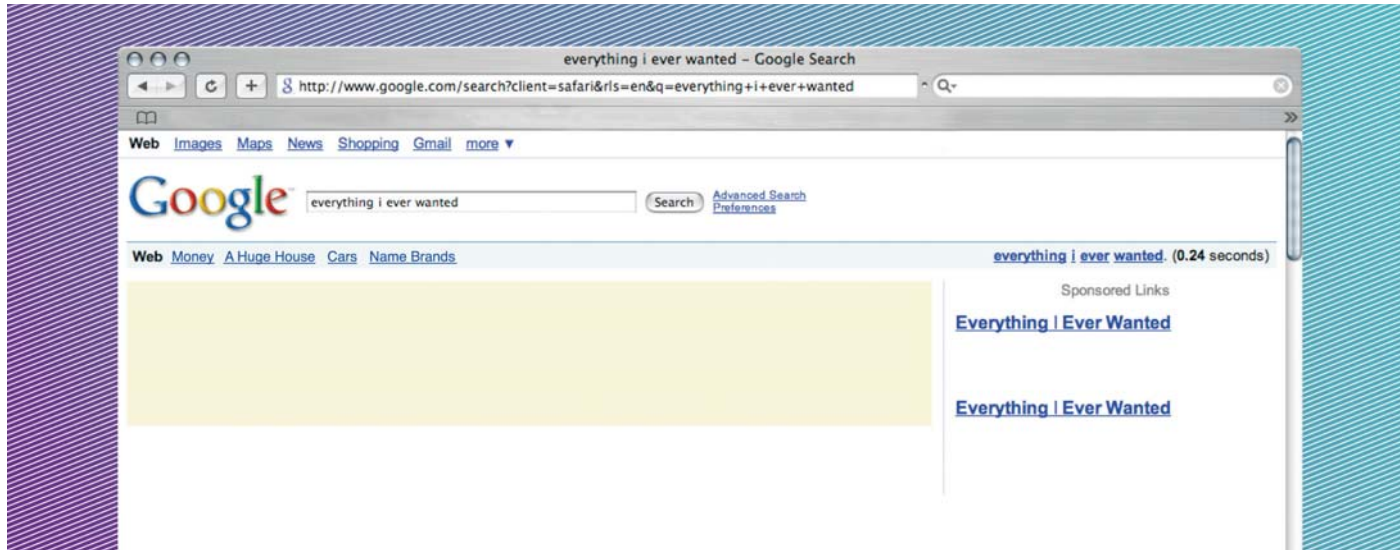 everything i ever wanted – Google Search
http://www.google.com/search?client=safari&rls=en&q=everything+i+ever+wanted
Web Images Maps News Shopping Gmail more ▼
Google™ everything i ever wanted Search Advanced Search
Preferences
Web Money A Huge House Cars Name Brands everything i ever wanted. (0.24 seconds)
Sponsored Links
Everything I Ever Wanted
Everything I Ever Wanted